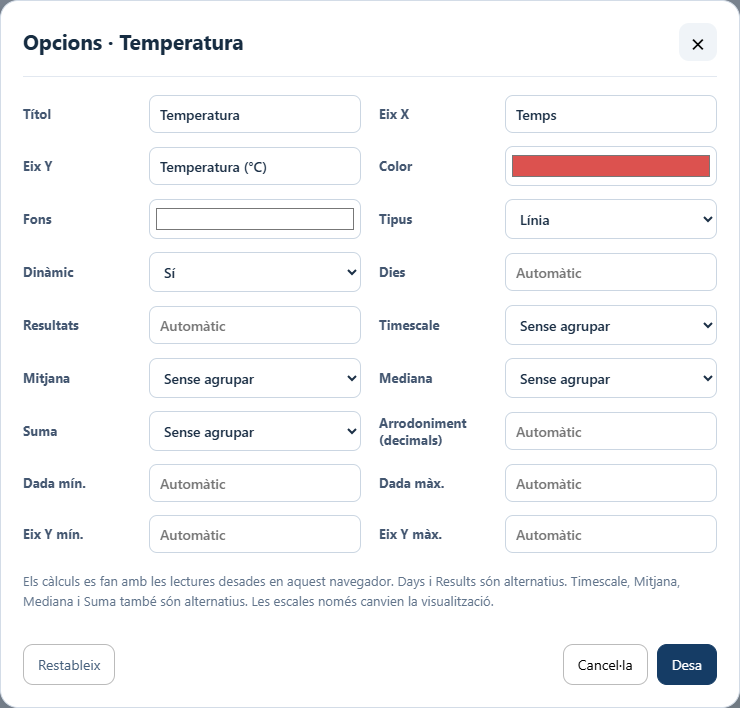 Opcions · Temperatura
×
Títol Temperatura Eix X Temps
Eix Y Temperatura (°C) Color
Fons Tipus Línia
Dinàmic Sí Dies Automàtic
Resultats Automàtic Timescale Sense agrupar
Mitjana Sense agrupar Mediana Sense agrupar
Suma Sense agrupar Arrodoniment
(decimals) Automàtic
Dada mín. Automàtic Dada màx. Automàtic
Eix Y mín. Automàtic Eix Y màx. Automàtic
Els càlculs es fan amb les lectures desades en aquest navegador. Days i Results són alternatius. Timescale, Mitjana,
Mediana i Suma també són alternatius. Les escales només canvien la visualització.
Restableix Cancel·la Desa